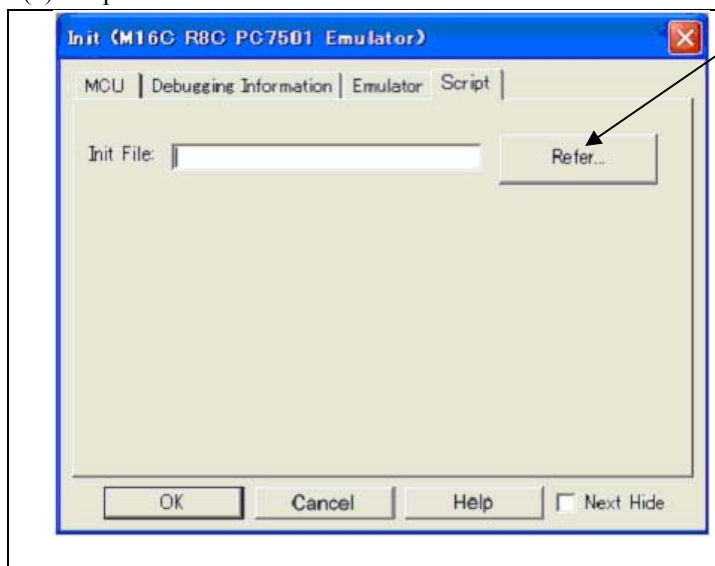 Init (M16C R8C PC7501 Emulator)
MCU Debugging Information Emulator Script
Init File: Refer...
OK Cancel Help Next Hide